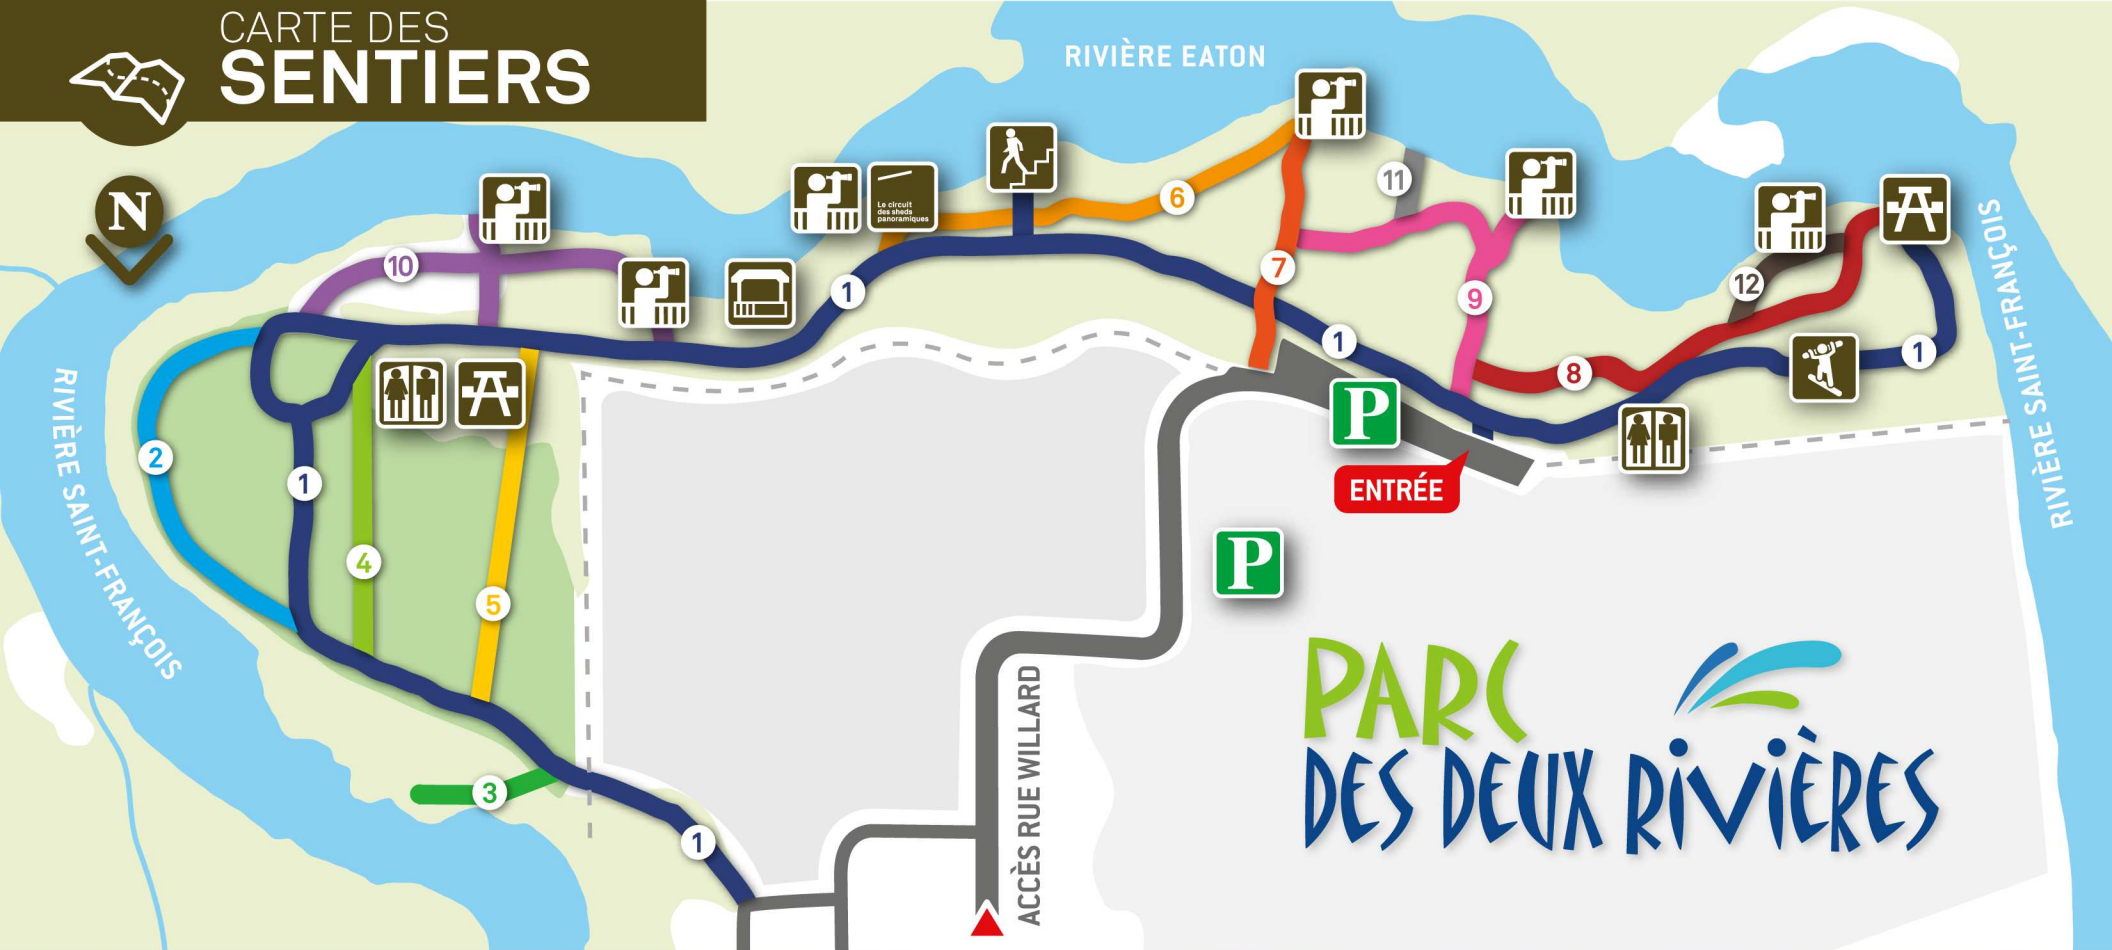 CARTE DES
SENTIERS
N
RIVIÈRE EATON
Le circuit
des sheds
panoramiques
6
11
10
1
7
9
12
RIVIÈRE SAINT-FRANÇOIS
1
8
1
RIVIÈRE SAINT-FRANÇOIS
2
1
4
5
P
ENTRÉE
P
3
1
ACCÈS RUE WILLARD
PARC
DES DEUX RIVIÈRES